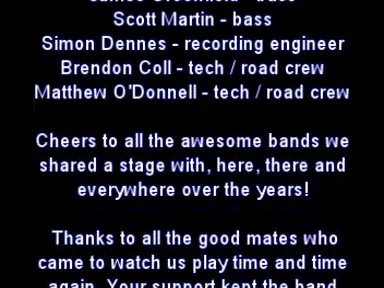 Scott Martin - bass
Simon Dennes - recording engineer
Brendon Coll - tech / road crew
Matthew O'Donnell - tech / road crew
Cheers to all the awesome bands we
shared a stage with, here, there and
everywhere over the years!
Thanks to all the good mates who
came to watch us play time and time
again. Your support kept the band